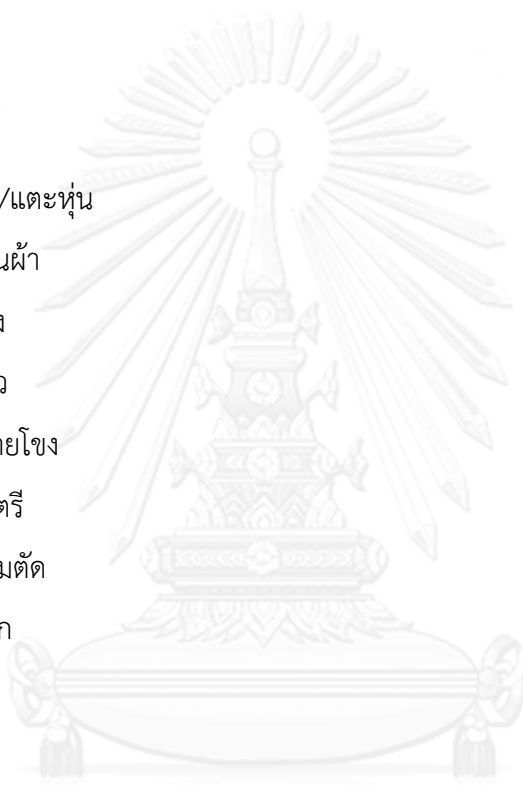 /แตะหุ่น
นผ้า
ง
ว
ายโขง
ตรี
มตัด
ก